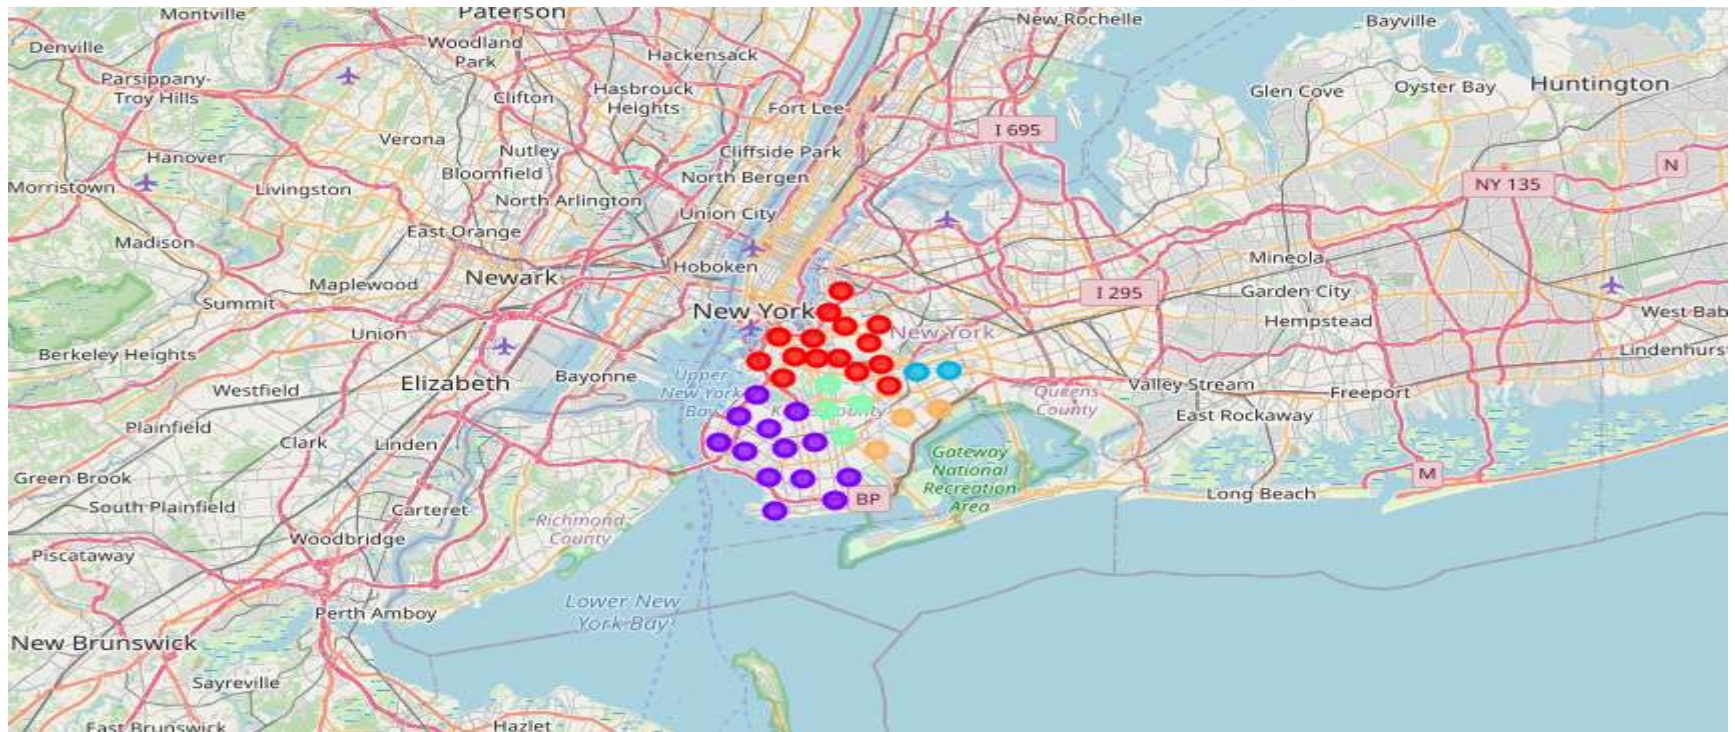 Montville
Paterson
New Rochelle
Bayville
Denville
Woodland
Park
Hackensack
Parsippany-
Troy Hills
Clifton
Hasbrouck
Heights
Fort Lee
Glen Cove
Oyster Bay
Huntington
I 695
Verona
Nutley
Cliffside Park
Hanover
Bloomfield
North Bergen
N
Morristown
Livingston
North Arlington
NY 135
Union City
East Orange
Madison
Hoboken
Mineola
Newark
Maplewood
Summit
I 295
Garden City
New York
West Bab
Union
New York
Hempstead
Berkeley Heights
Lindenhurst
Elizabeth
Bayonne
Upper
New York
Bay
Westfield
Queens
County
Valley Stream
Freeport
East Rockaway
Plainfield
Clark
Linden
Gateway
National
Recreation
Area
Green Brook
M
South Plainfield
Carteret
BP
Long Beach
Richmond
County
Woodbridge
Piscataway
Perth Amboy
Lower New
York Bay
New Brunswick
Sayreville
East Brunswick
Hazlet